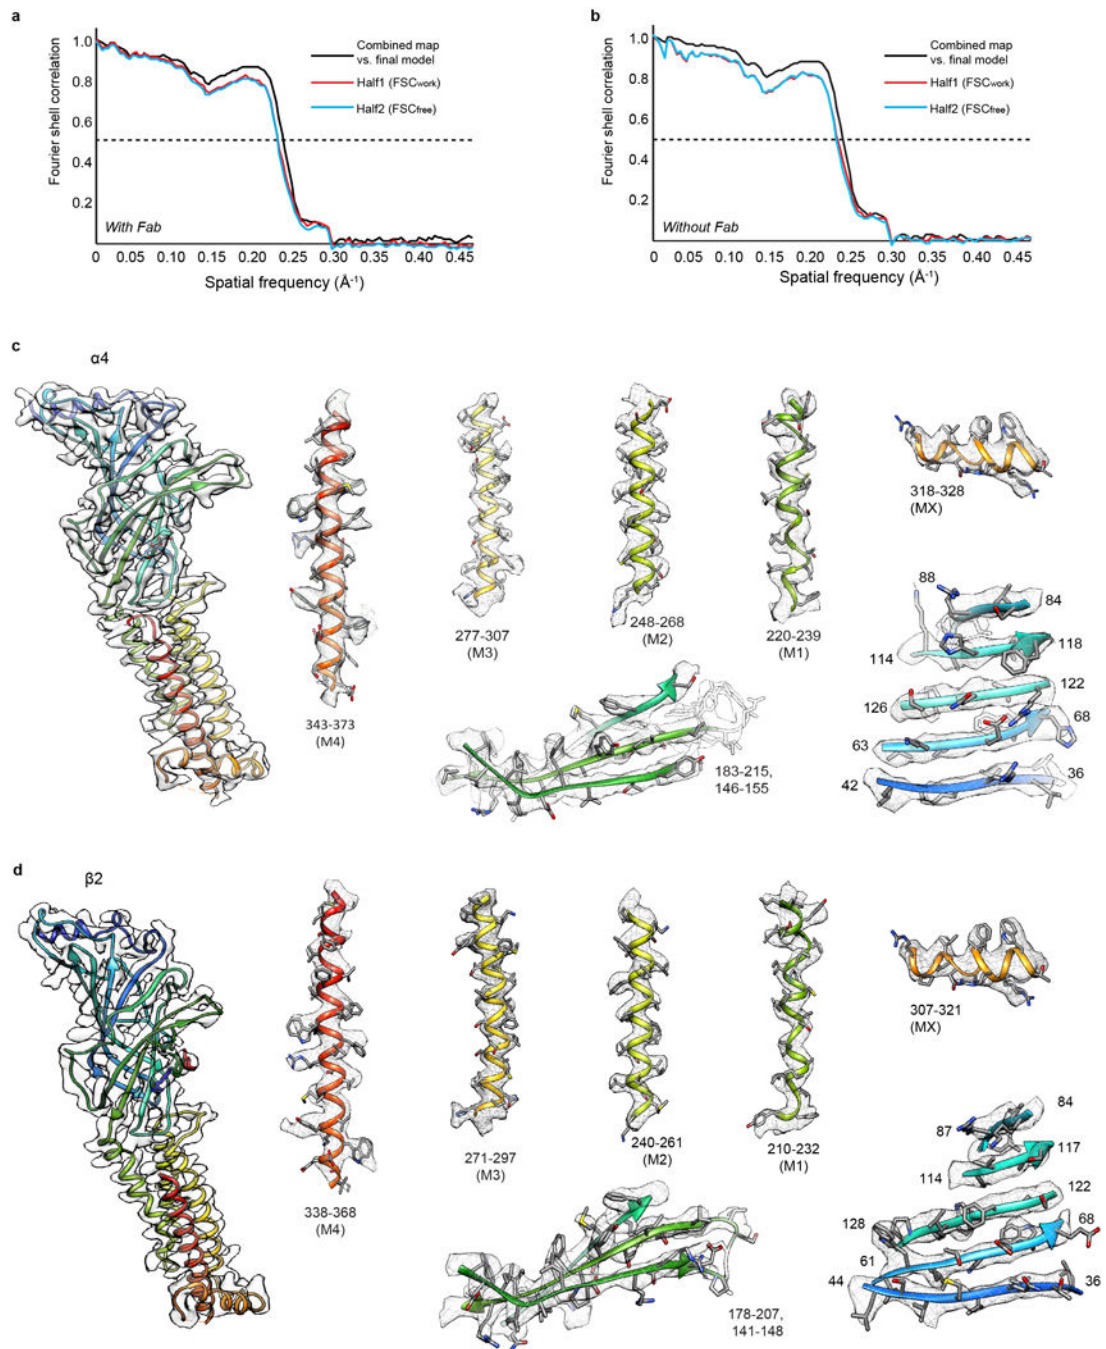 a
1.0
0.8
0.6
0.4
0.2
Fourier shell correlation
Combined map
vs. final model
Half1 (FSCwork)
Half2 (FSCfree)
With Fab
0 0.05 0.10 0.15 0.20 0.25 0.30 0.35 0.40 0.45
Spatial frequency (Å-1)
b
1.0
0.8
0.6
0.4
0.2
Fourier shell correlation
Combined map
vs. final model
Half1 (FSCwork)
Half2 (FSCfree)
Without Fab
0 0.05 0.10 0.15 0.20 0.25 0.30 0.35 0.40 0.45
Spatial frequency (Å-1)
c
α4
343-373
(M4)
277-307
(M3)
248-268
(M2)
220-239
(M1)
318-328
(MX)
183-215,
146-155
88
84
114
118
126
122
63
68
42
36
d
β2
338-368
(M4)
271-297
(M3)
240-261
(M2)
210-232
(M1)
307-321
(MX)
178-207,
141-148
84
87
117
114
122
128
68
61
44
36